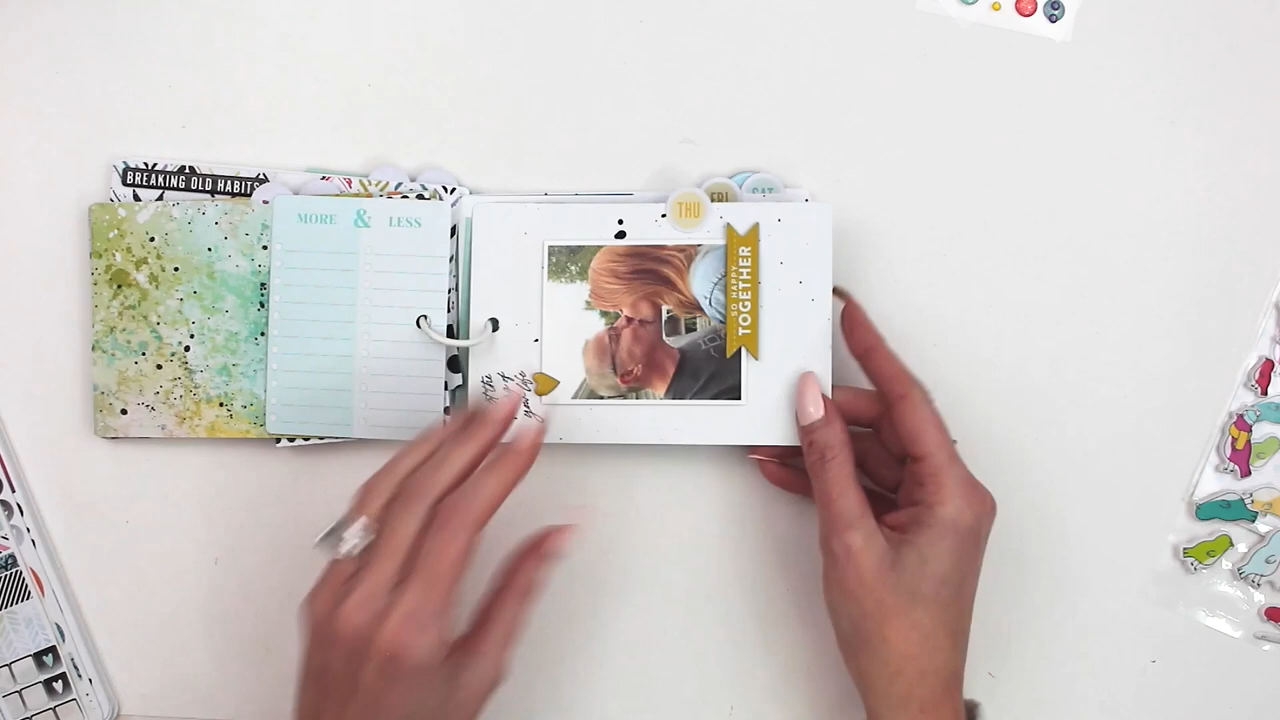 BREAKING OLD HABITS
MORE & LESS
THU
FRI
SAT
SO HAPPY
TOGETHER